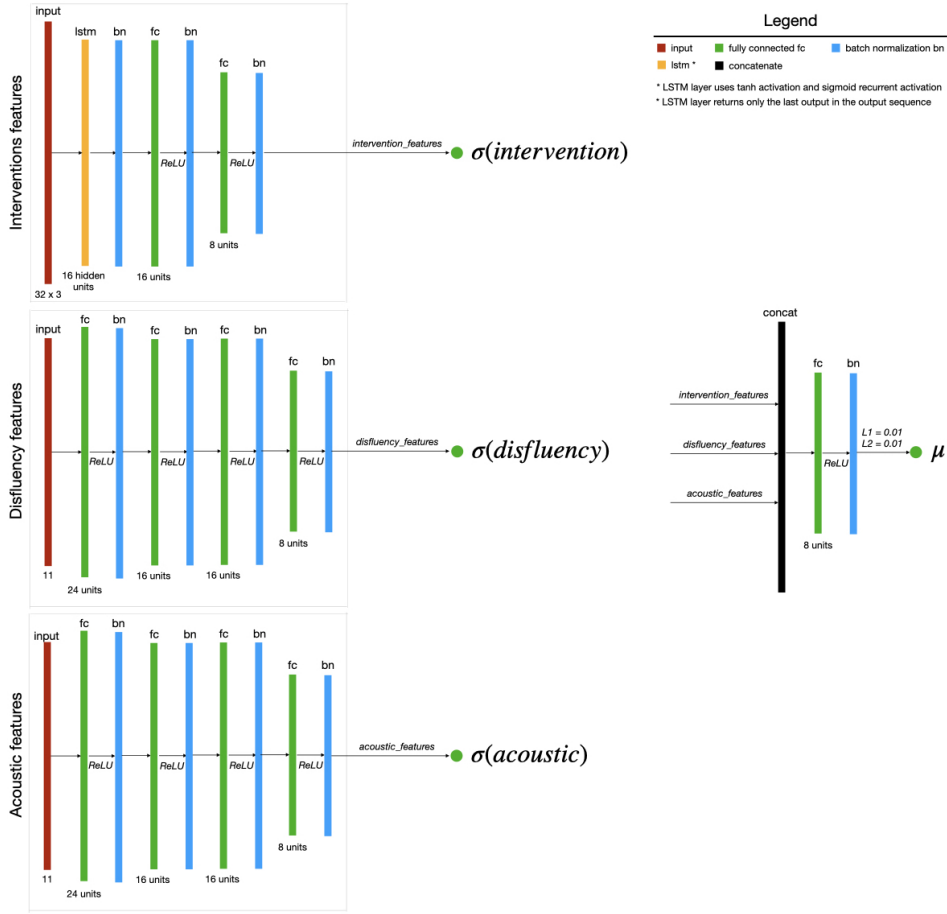 Interventions features
input
lstm
bn
fc
bn
fc
bn
ReLU
ReLU
8 units
16 hidden
units
16 units
32 x 3
intervention_features
σ(intervention)
Legend
input
fully connected fc
batch normalization bn
lstm *
concatenate
* LSTM layer uses tanh activation and sigmoid recurrent activation
* LSTM layer returns only the last output in the output sequence
Disfluency features
input
fc
bn
fc
bn
fc
bn
fc
bn
ReLU
ReLU
ReLU
ReLU
8 units
11
24 units
16 units
16 units
disfluency_features
σ(disfluency)
concat
fc
bn
intervention_features
disfluency_features
acoustic_features
ReLU
L1 = 0.01
L2 = 0.01
μ
8 units
Acoustic features
input
fc
bn
fc
bn
fc
bn
fc
bn
ReLU
ReLU
ReLU
ReLU
8 units
11
24 units
16 units
16 units
acoustic_features
σ(acoustic)